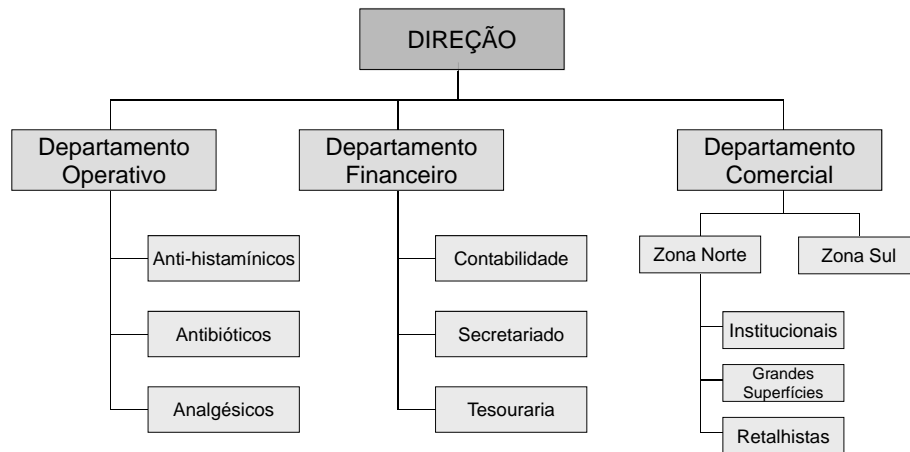 DIREÇÃO
Departamento
Operativo
Departamento
Financeiro
Departamento
Comercial
Anti-histamínicos
Antibióticos
Analgésicos
Contabilidade
Secretariado
Tesouraria
Zona Norte
Zona Sul
Institucionais
Grandes
Superfícies
Retalhistas